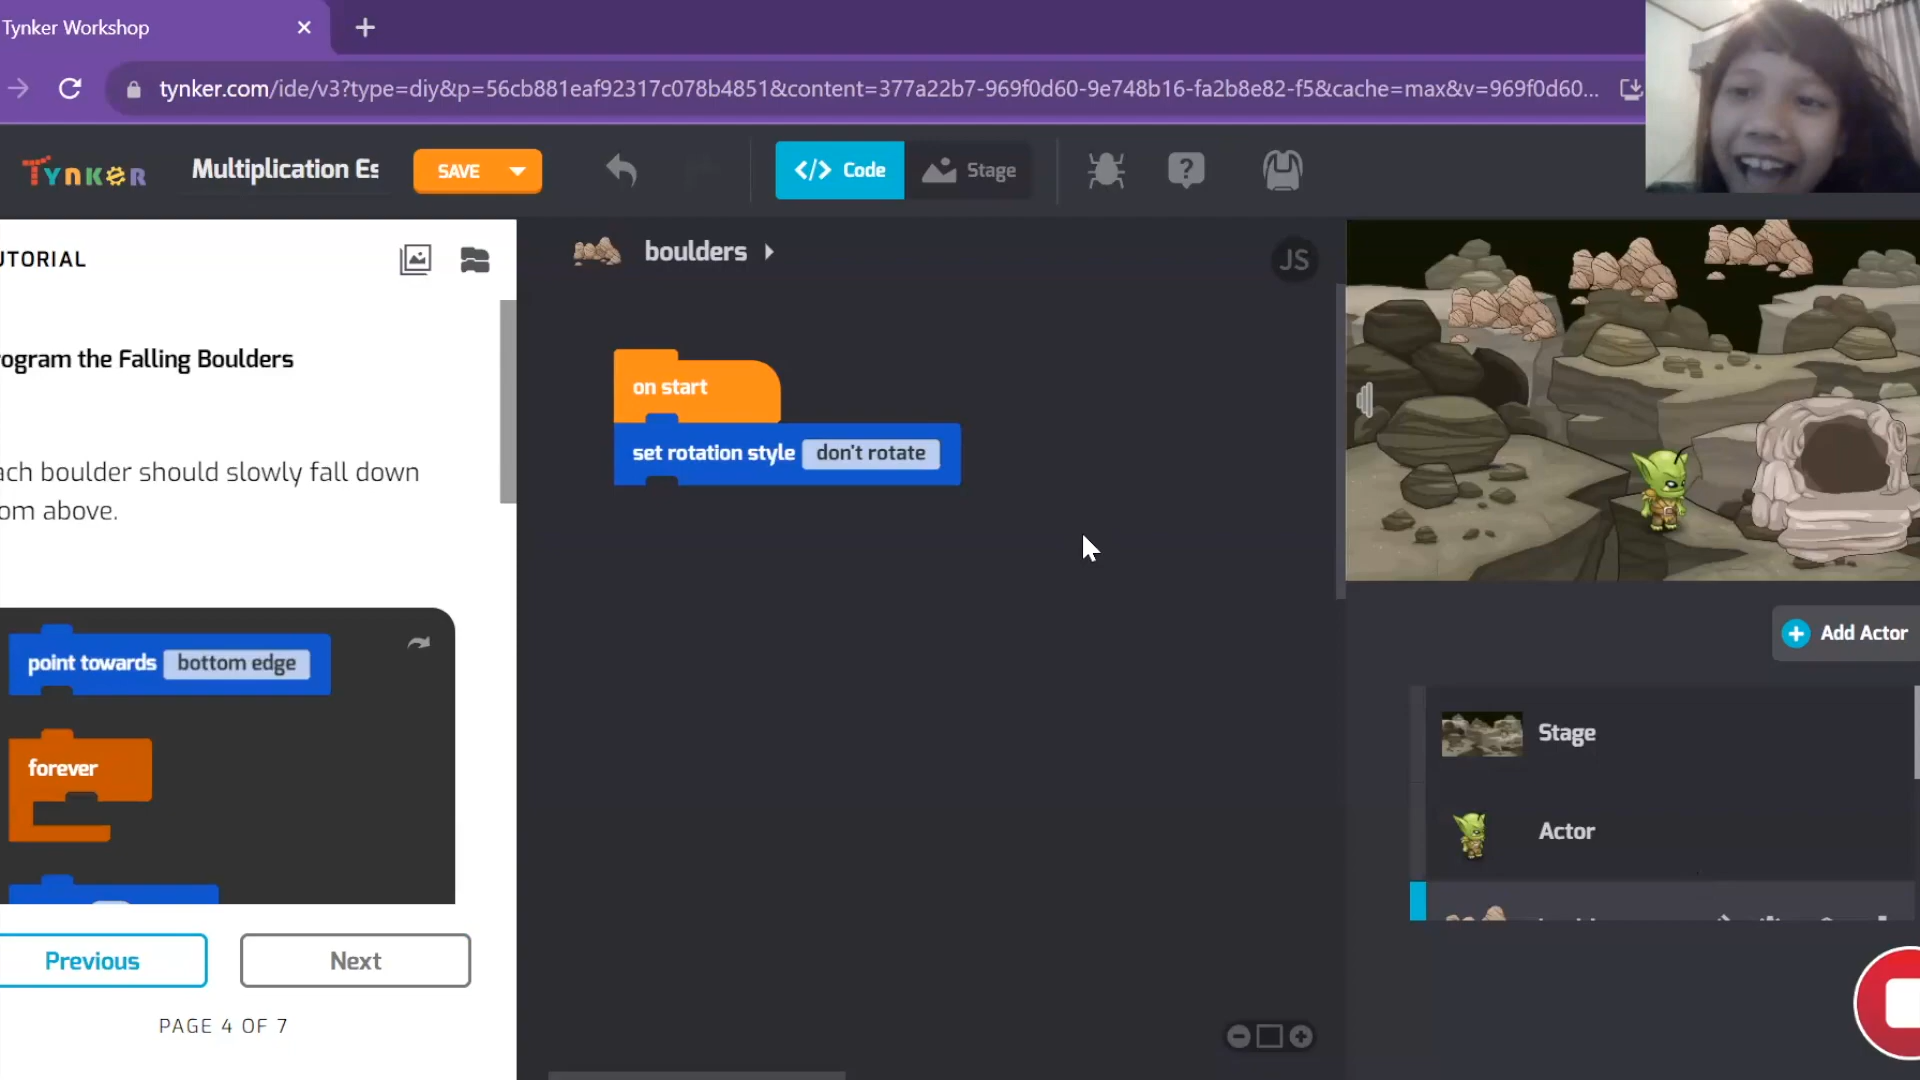 Tynker Workshop
tynker.com/ide/v3?type=diy&p=56cb881eaf92317c078b4851&content=377a22b7-969f0d60-9e748b16-fa2b8e82-f5&cache=max&v=969f0d60...
TYNKER
Multiplication Es
SAVE
</> Code
Stage
?
UTORIAL
boulders
JS
ogram the Falling Boulders
on start
set rotation style don't rotate
ach boulder should slowly fall down
om above.
point towards bottom edge
forever
Add Actor
Stage
Actor
Previous
Next
PAGE 4 OF 7